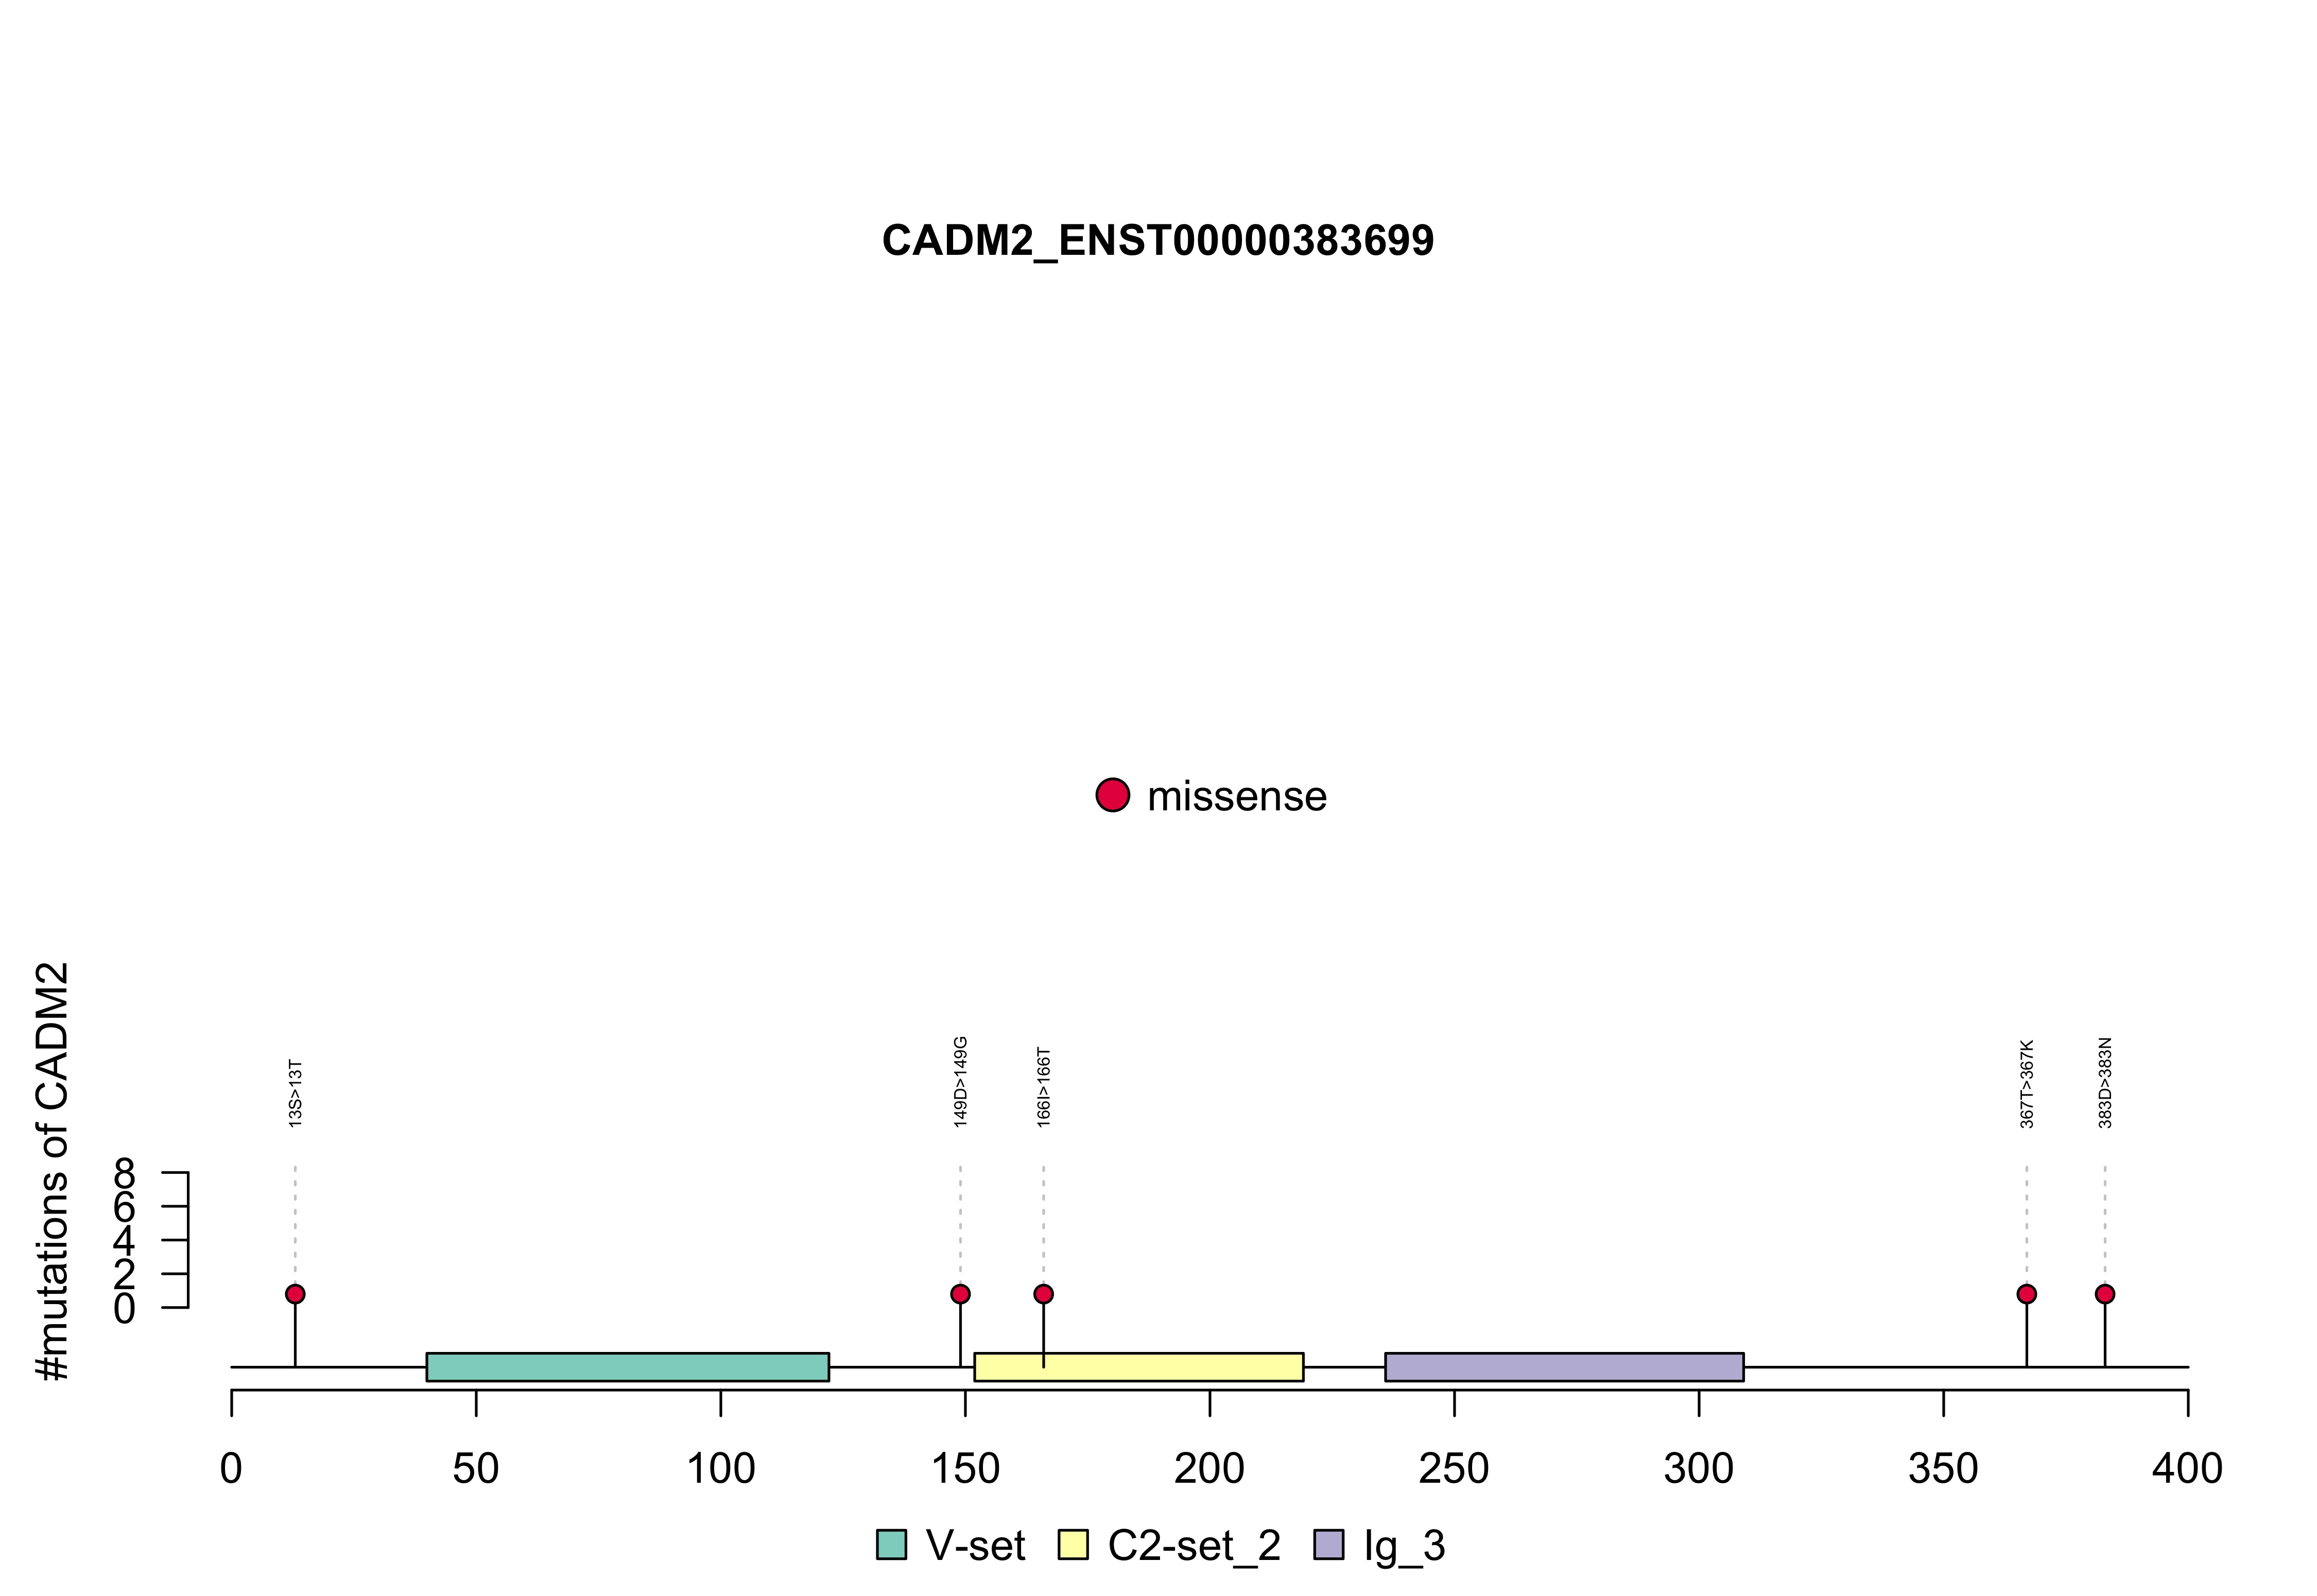 CADM2_ENST00000383699
missense
#mutations of CADM2
13S>13T
149D>149G
166I>166T
367T>367K
383D>383N
8
6
4
2
0
0 50 100 150 200 250 300 350 400
V-set C2-set_2 Ig_3